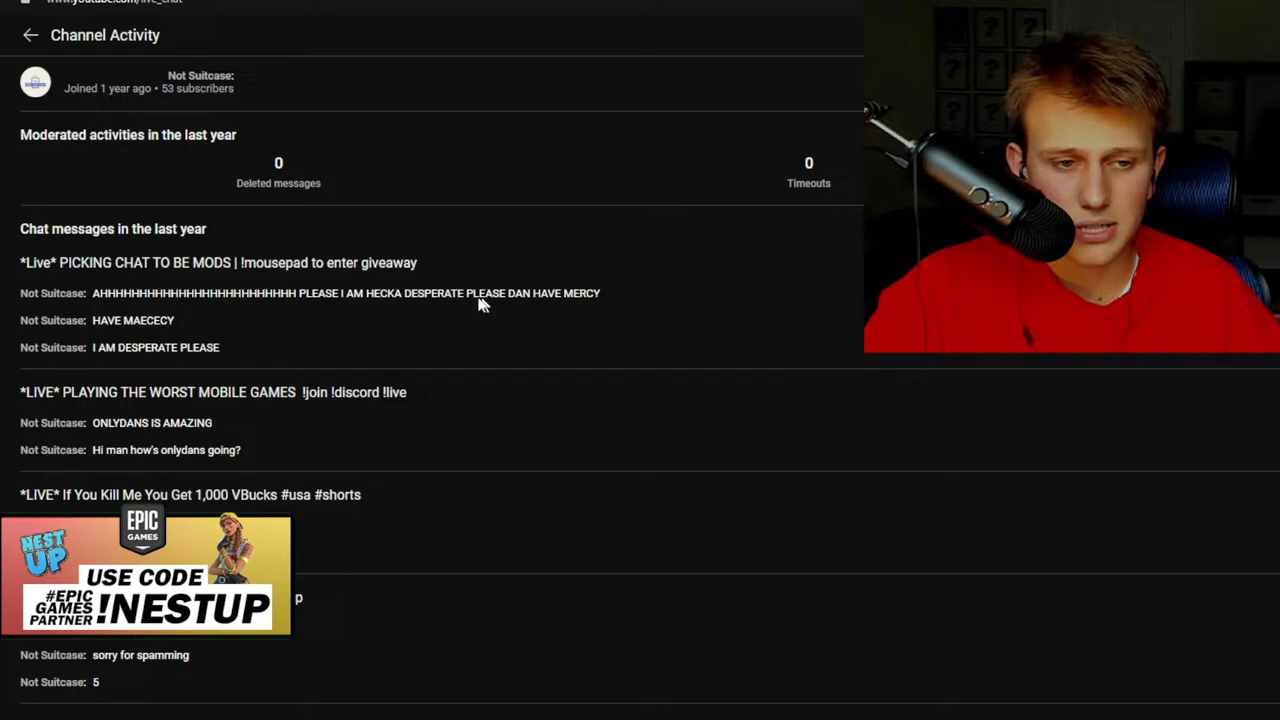 Channel Activity
Not Suitcase:
Joined 1 year ago • 53 subscribers
Moderated activities in the last year
0
Deleted messages
0
Timeouts
Chat messages in the last year
*Live* PICKING CHAT TO BE MODS | !mousepad to enter giveaway
Not Suitcase: AHHHHHHHHHHHHHHHHHHHHHHHHH PLEASE I AM HECKA DESPERATE PLEASE DAN HAVE MERCY
Not Suitcase: HAVE MAECECY
Not Suitcase: I AM DESPERATE PLEASE
*LIVE* PLAYING THE WORST MOBILE GAMES !join !discord !live
Not Suitcase: ONLYDANS IS AMAZING
Not Suitcase: Hi man how's onlydans going?
*LIVE* If You Kill Me You Get 1,000 VBucks #usa #shorts
EPIC
GAMES
NEST
UP
USE CODE
#EPIC
GAMES
PARTNER
!NESTUP
p
Not Suitcase: sorry for spamming
Not Suitcase: 5